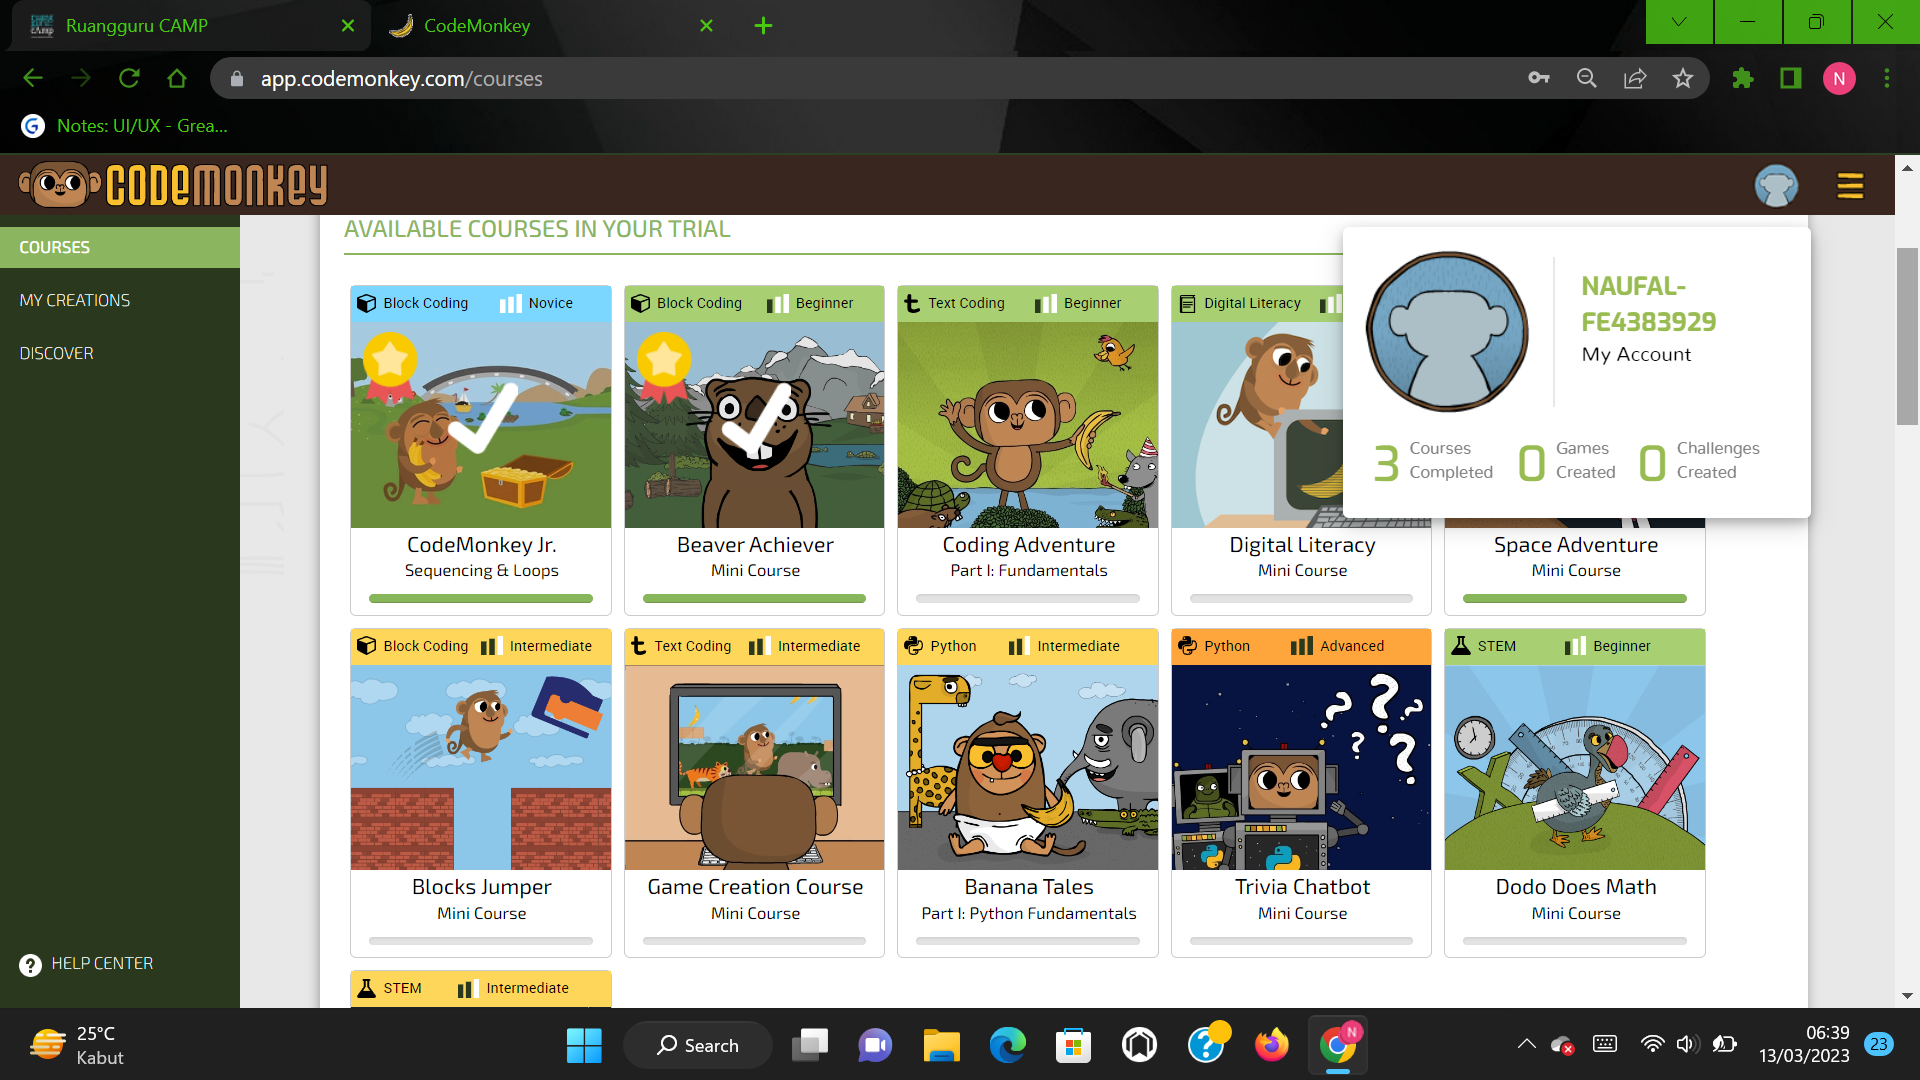 Ruangguru CAMP
CodeMonkey
app.codemonkey.com/courses
N
Notes: UI/UX - Grea...
CODEMONKEY
COURSES
MY CREATIONS
DISCOVER
HELP CENTER
AVAILABLE COURSES IN YOUR TRIAL
NAUFAL-
FE4383929
My Account
3 Courses Completed
0 Games Created
0 Challenges Created
Block Coding Novice
CodeMonkey Jr.
Sequencing & Loops
Block Coding Beginner
Beaver Achiever
Mini Course
Text Coding Beginner
Coding Adventure
Part I: Fundamentals
Digital Literacy
Digital Literacy
Mini Course
Space Adventure
Mini Course
Block Coding Intermediate
Blocks Jumper
Mini Course
Text Coding Intermediate
Game Creation Course
Mini Course
Python Intermediate
Banana Tales
Part I: Python Fundamentals
Python Advanced
Trivia Chatbot
Mini Course
STEM Beginner
Dodo Does Math
Mini Course
STEM Intermediate
25°C
Kabut
Search
N
06:39
13/03/2023
23